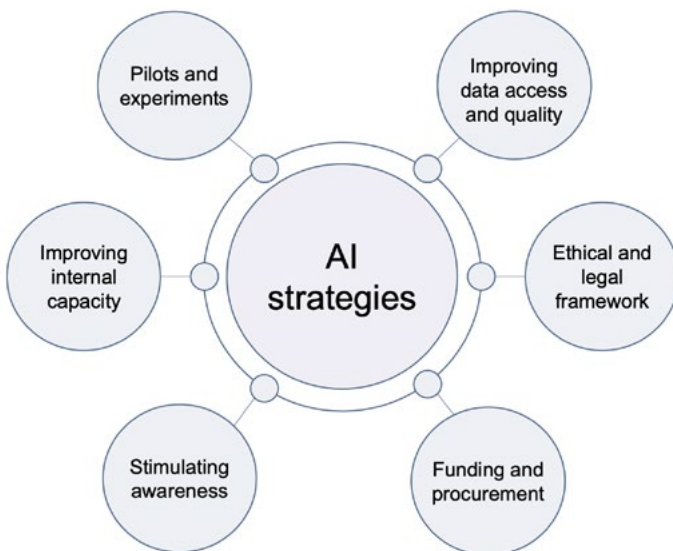 Pilots and
experiments
Improving
data access
and quality
Improving
internal
capacity
AI
strategies
Ethical and
legal
framework
Stimulating
awareness
Funding and
procurement